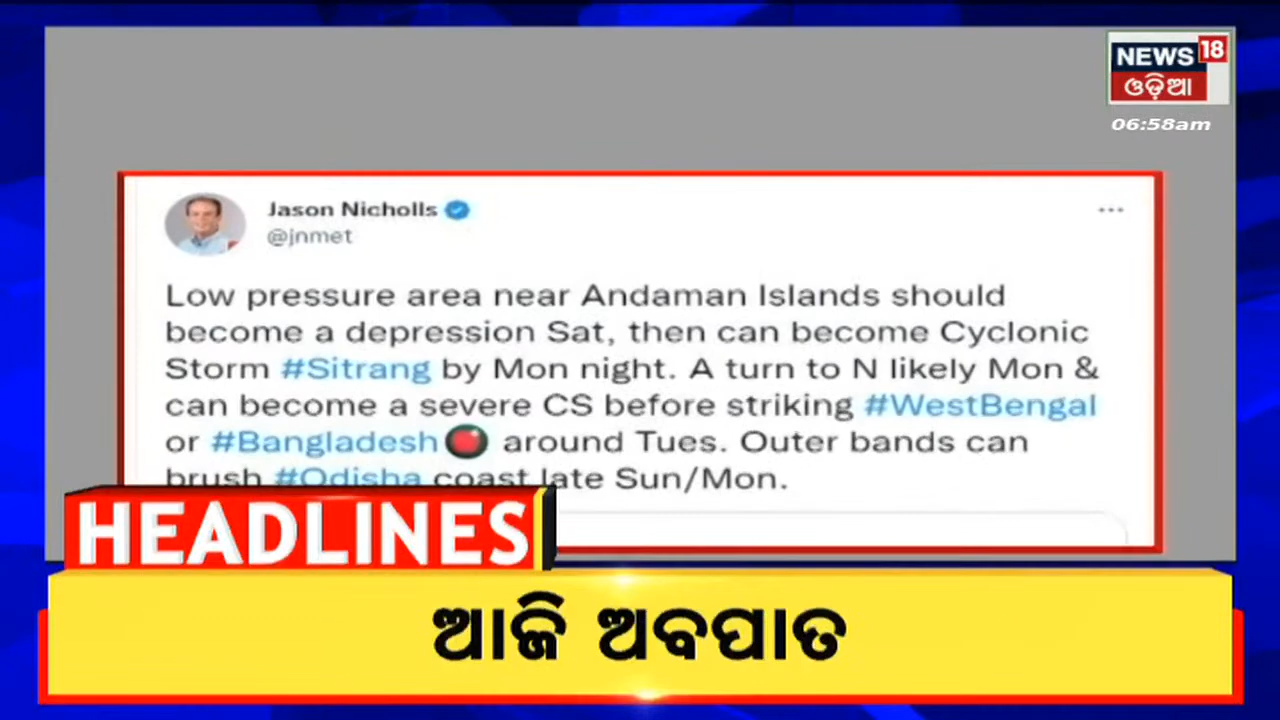 NEWS 18
ଓଡ଼ିଆ
06:58am
Jason Nicholls
@jnmet
Low pressure area near Andaman Islands should
become a depression Sat, then can become Cyclonic
Storm #Sitrang by Mon night. A turn to N likely Mon &
can become a severe CS before striking #WestBengal
or #Bangladesh🇧🇩 around Tues. Outer bands can
brush #Odisha coast late Sun/Mon.
HEADLINES
ଆଜି ଅବପାତ